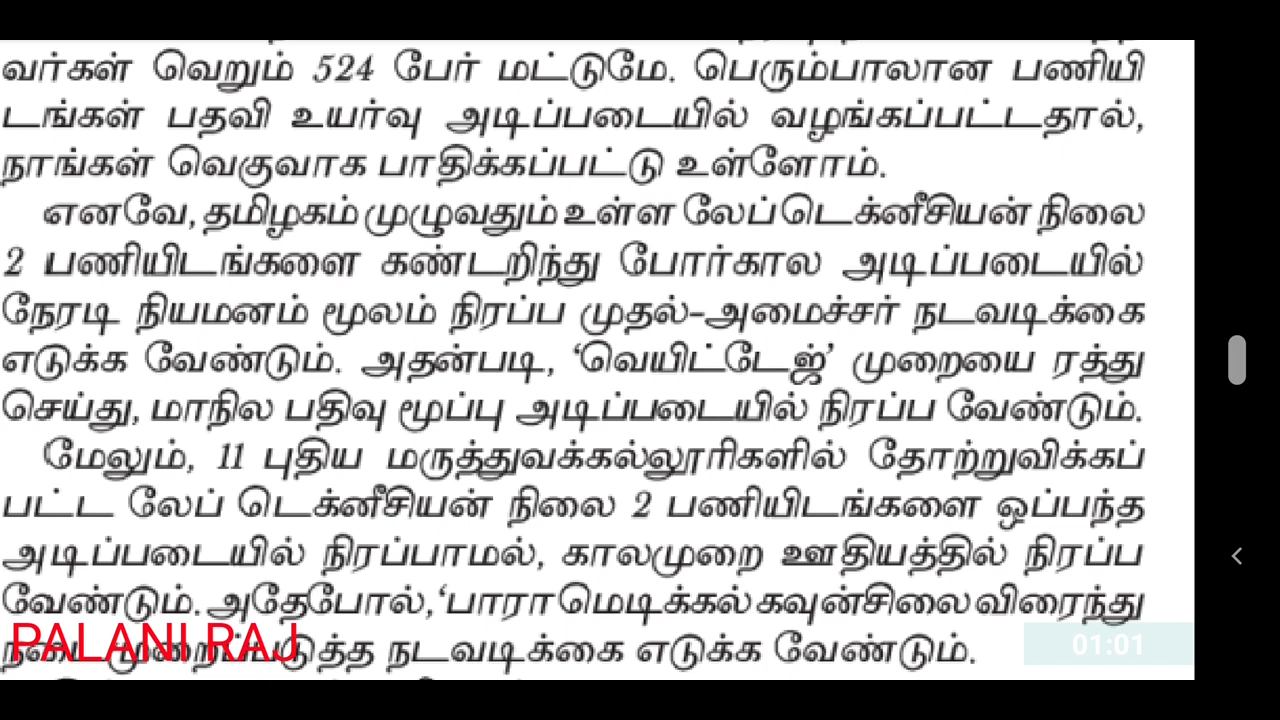 வர்கள் வெறும் 524 பேர் மட்டுமே. பெரும்பாலான பணியி
டங்கள் பதவி உயர்வு அடிப்படையில் வழங்கப்பட்டதால்,
நாங்கள் வெகுவாக பாதிக்கப்பட்டு உள்ளோம்.
எனவே, தமிழகம் முழுவதும் உள்ள லேப் டெக்னீசியன் நிலை
2 பணியிடங்களை கண்டறிந்து போர்கால அடிப்படையில்
நேரடி நியமனம் மூலம் நிரப்ப முதல்-அமைச்சர் நடவடிக்கை
எடுக்க வேண்டும். அதன்படி, ‘வெயிட்டேஜ்’ முறையை ரத்து
செய்து, மாநில பதிவு மூப்பு அடிப்படையில் நிரப்ப வேண்டும்.
மேலும், 11 புதிய மருத்துவக்கல்லூரிகளில் தோற்றுவிக்கப்
பட்ட லேப் டெக்னீசியன் நிலை 2 பணியிடங்களை ஒப்பந்த
அடிப்படையில் நிரப்பாமல், காலமுறை ஊதியத்தில் நிரப்ப
வேண்டும். அதேபோல், ‘பாரா மெடிக்கல் கவுன்சிலை விரைந்து
நடவடிக்கை எடுக்க வேண்டும்.
PALANI RAJ
01:01